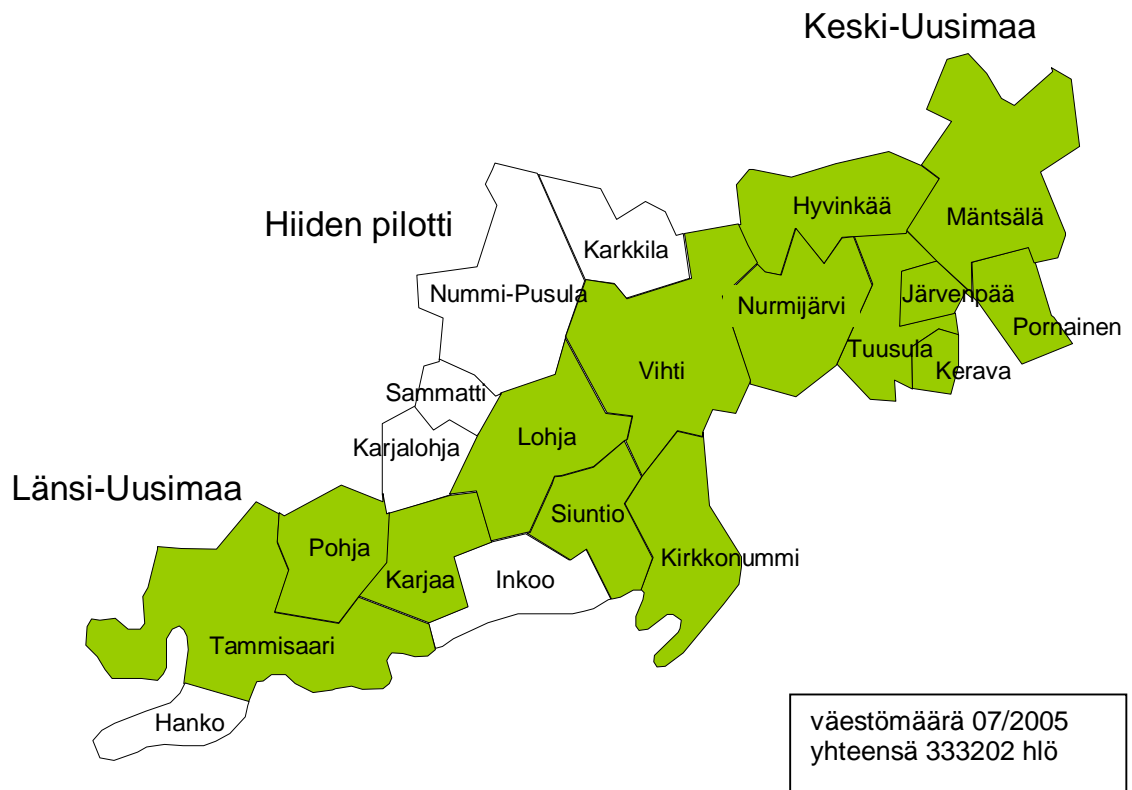 Keski-Uusimaa
Hyvinkää
Mäntsälä
Hiiden pilotti
Karkkila
Nummi-Pusula
Nurmijärvi
Järvenpää
Pornainen
Tuusula
Vihti
Kerava
Sammatti
Lohja
Karjalohja
Länsi-Uusimaa
Siuntio
Pohja
Kirkkonummi
Karjaa
Inkoo
Tammisaari
Hanko
väestömäärä 07/2005
yhteensä 333202 hlö